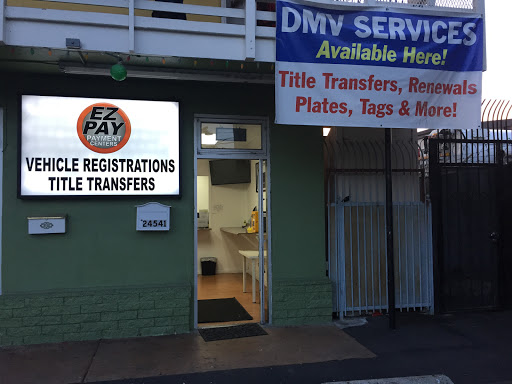 DMV SERVICES
Available Here!
Title Transfers, Renewals
Plates, Tags & More!
EZ
PAY
PAYMENT
CENTERS
VEHICLE REGISTRATIONS
TITLE TRANSFERS
24541